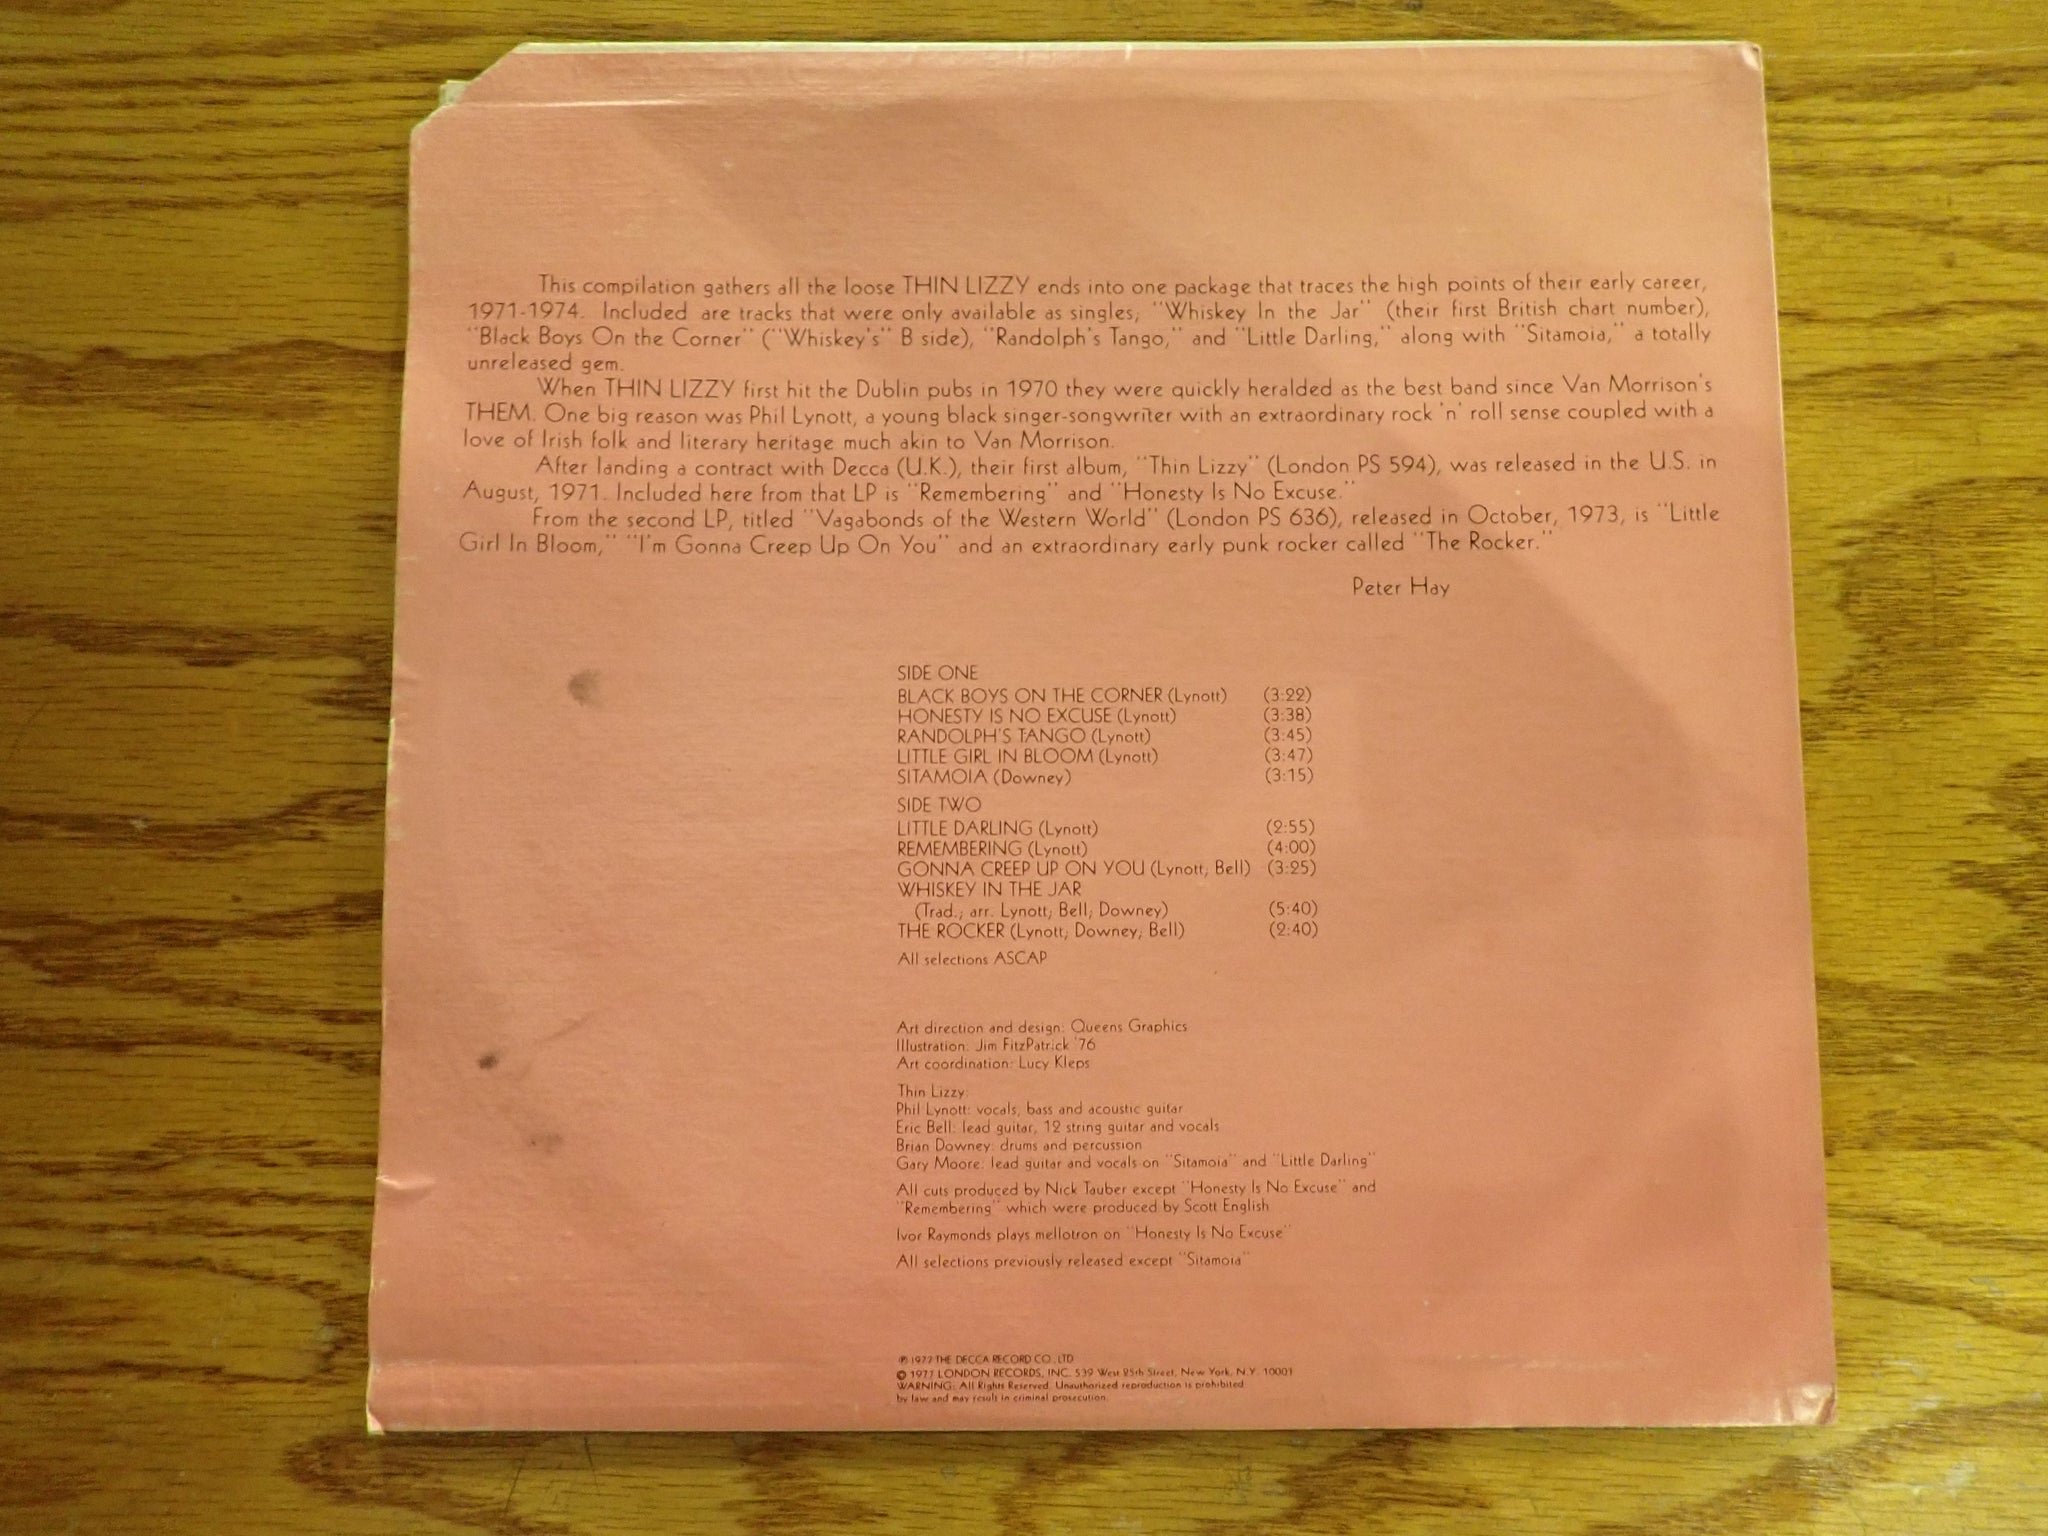 This compilation gathers all the loose THIN LIZZY ends into one package that traces the high points of their early career,
1971-1974. Included are tracks that were only available as singles; "Whiskey In the Jar" (their first British chart number),
"Black Boys On the Corner" ("Whiskey's" B side), "Randolph's Tango," and "Little Darling," along with "Sitamoia," a totally
unreleased gem.
When THIN LIZZY first hit the Dublin pubs in 1970 they were quickly heralded as the best band since Van Morrison's
THEM. One big reason was Phil Lynott, a young black singer-songwriter with an extraordinary rock 'n' roll sense coupled with a
love of Irish folk and literary heritage much akin to Van Morrison.
After landing a contract with Decca (U.K.), their first album, "Thin Lizzy" (London PS 594), was released in the U.S. in
August, 1971. Included here from that LP is "Remembering" and "Honesty Is No Excuse."
From the second LP, titled "Vagabonds of the Western World" (London PS 636), released in October, 1973, is "Little
Girl In Bloom," "I'm Gonna Creep Up On You" and an extraordinary early punk rocker called "The Rocker."
Peter Hay
SIDE ONE
BLACK BOYS ON THE CORNER (Lynott) (3:22)
HONESTY IS NO EXCUSE (Lynott) (3:38)
RANDOLPH'S TANGO (Lynott) (3:45)
LITTLE GIRL IN BLOOM (Lynott) (3:47)
SITAMOIA (Downey) (3:15)
SIDE TWO
LITTLE DARLING (Lynott) (2:55)
REMEMBERING (Lynott) (4:00)
GONNA CREEP UP ON YOU (Lynott; Bell) (3:25)
WHISKEY IN THE JAR
(Trad.; arr. Lynott; Bell; Downey) (5:40)
THE ROCKER (Lynott; Downey; Bell) (2:40)
All selections ASCAP
Art direction and design: Queens Graphics
Illustration: Jim FitzPatrick '76
Art coordination: Lucy Kleps
Thin Lizzy:
Phil Lynott: vocals, bass and acoustic guitar
Eric Bell: lead guitar, 12 string guitar and vocals
Brian Downey: drums and percussion
Gary Moore: lead guitar and vocals on "Sitamoia" and "Little Darling"
All cuts produced by Nick Tauber except "Honesty Is No Excuse" and
"Remembering" which were produced by Scott English
Ivor Raymonds plays mellotron on "Honesty Is No Excuse"
All selections previously released except "Sitamoia"
℗ 1977 THE DECCA RECORD CO. LTD
© 1977 LONDON RECORDS, INC. 539 West 25th Street, New York, N.Y. 10001
WARNING: All Rights Reserved. Unauthorized reproduction is prohibited
by law and may result in criminal prosecution.